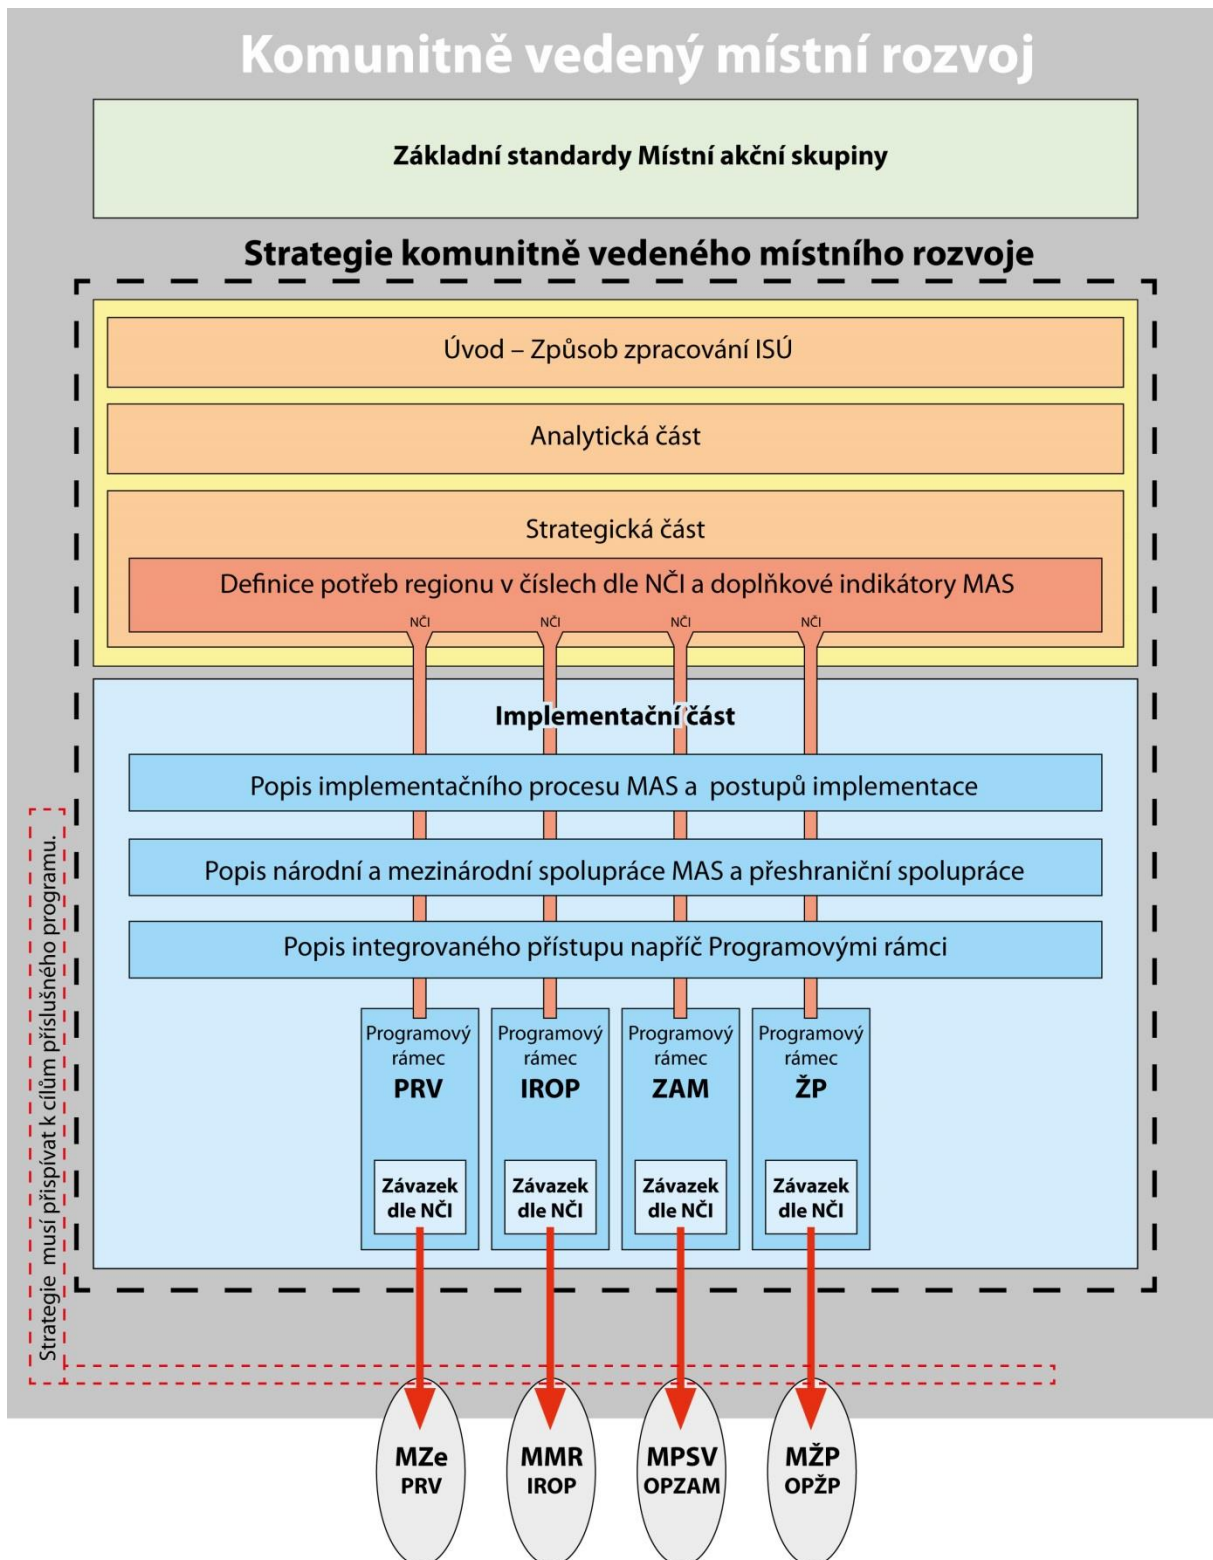 Komunitně vedený místní rozvoj
Základní standardy Místní akční skupiny
Strategie komunitně vedeného místního rozvoje
Úvod – Způsob zpracování ISÚ
Analytická část
Strategická část
Definice potřeb regionu v číslech dle NČI a doplňkové indikátory MAS
NČI
NČI
NČI
NČI
Implementační část
Popis implementačního procesu MAS a postupů implementace
Popis národní a mezinárodní spolupráce MAS a přeshraniční spolupráce
Popis integrovaného přístupu napříč Programovými rámci
Programový
rámec
PRV
Závazek
dle NČI
Programový
rámec
IROP
Závazek
dle NČI
Programový
rámec
ZAM
Závazek
dle NČI
Programový
rámec
ŽP
Závazek
dle NČI
Strategie musí přispívat k cílům příslušného programu.
MZe
PRV
MMR
IROP
MPSV
OPZAM
MŽP
OPŽP